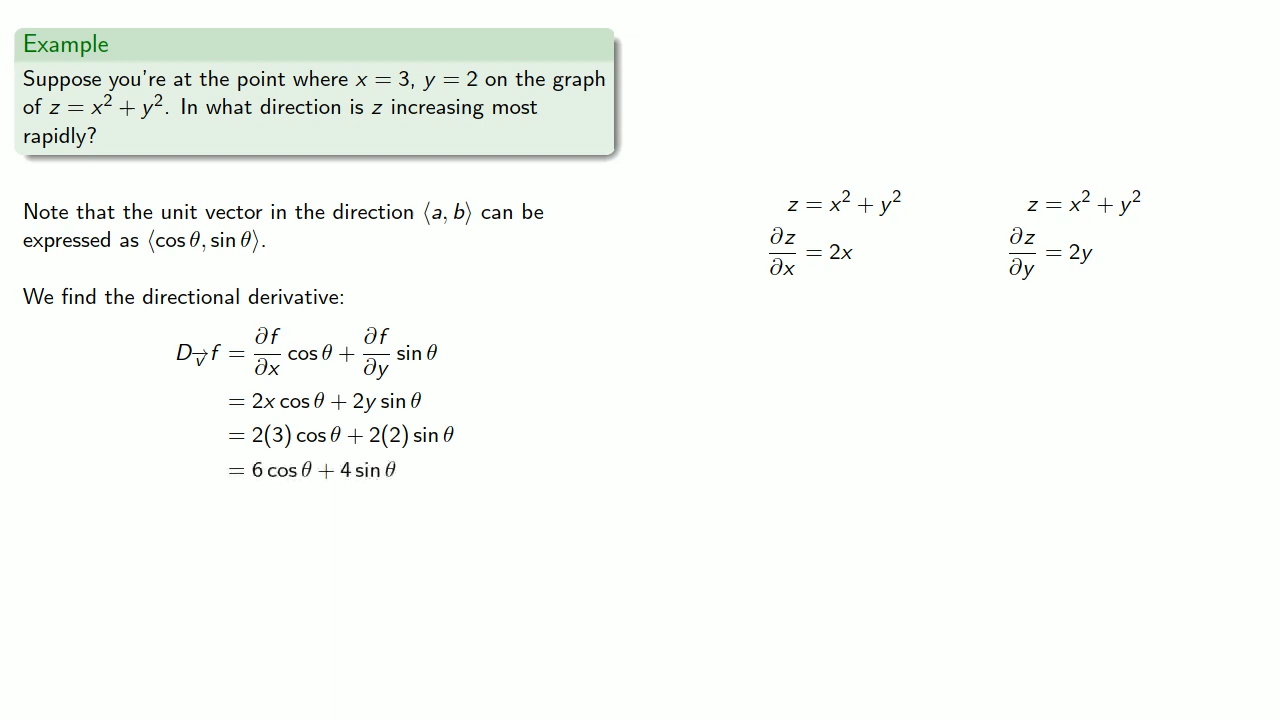 Example
Suppose you're at the point where x = 3, y = 2 on the graph
of z = x² + y². In what direction is z increasing most
rapidly?
Note that the unit vector in the direction ⟨a, b⟩ can be
expressed as ⟨cos θ, sin θ⟩.
We find the directional derivative:
D_v⃗ f = ∂f/∂x cos θ + ∂f/∂y sin θ
= 2x cos θ + 2y sin θ
= 2(3) cos θ + 2(2) sin θ
= 6 cos θ + 4 sin θ
z = x² + y²
∂z/∂x = 2x
z = x² + y²
∂z/∂y = 2y